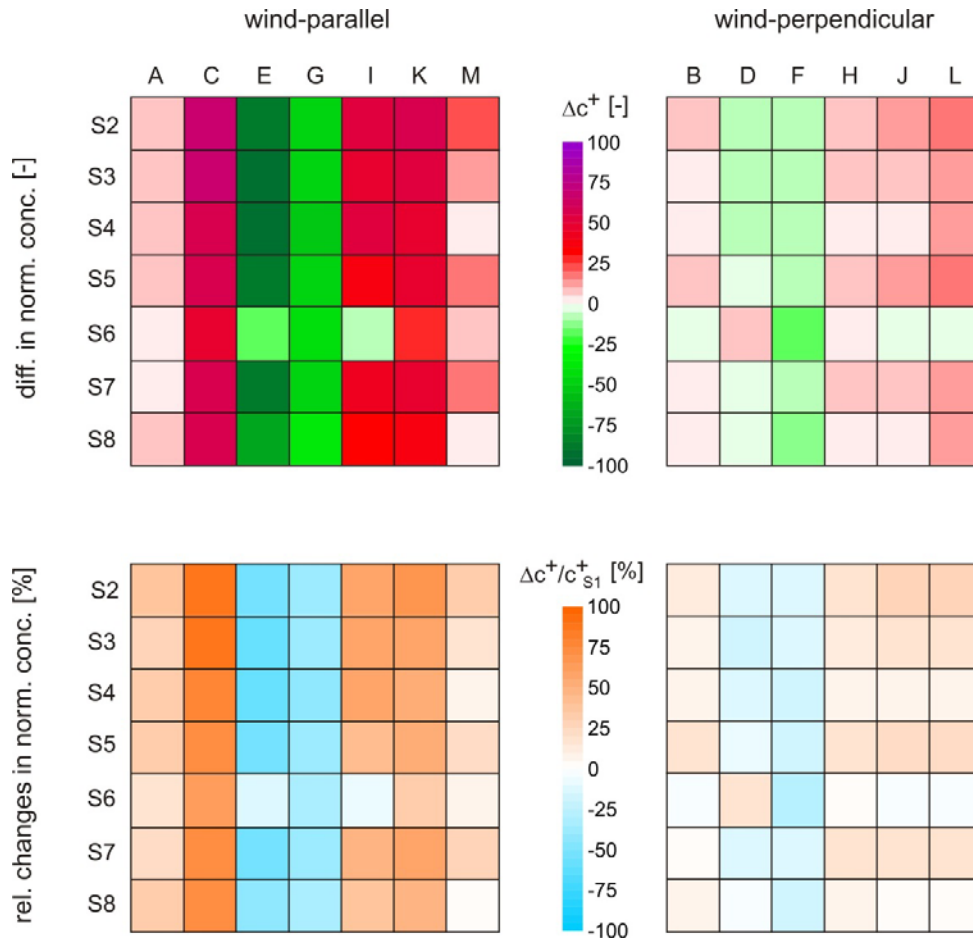 wind-parallel
wind-perpendicular
A C E G I K M
B D F H J L
diff. in norm. conc. [-]
S2
S3
S4
S5
S6
S7
S8
Δc⁺ [-]
100
75
50
25
0
-25
-50
-75
-100
rel. changes in norm. conc. [%]
S2
S3
S4
S5
S6
S7
S8
Δc⁺/c⁺S1 [%]
100
75
50
25
0
-25
-50
-75
-100